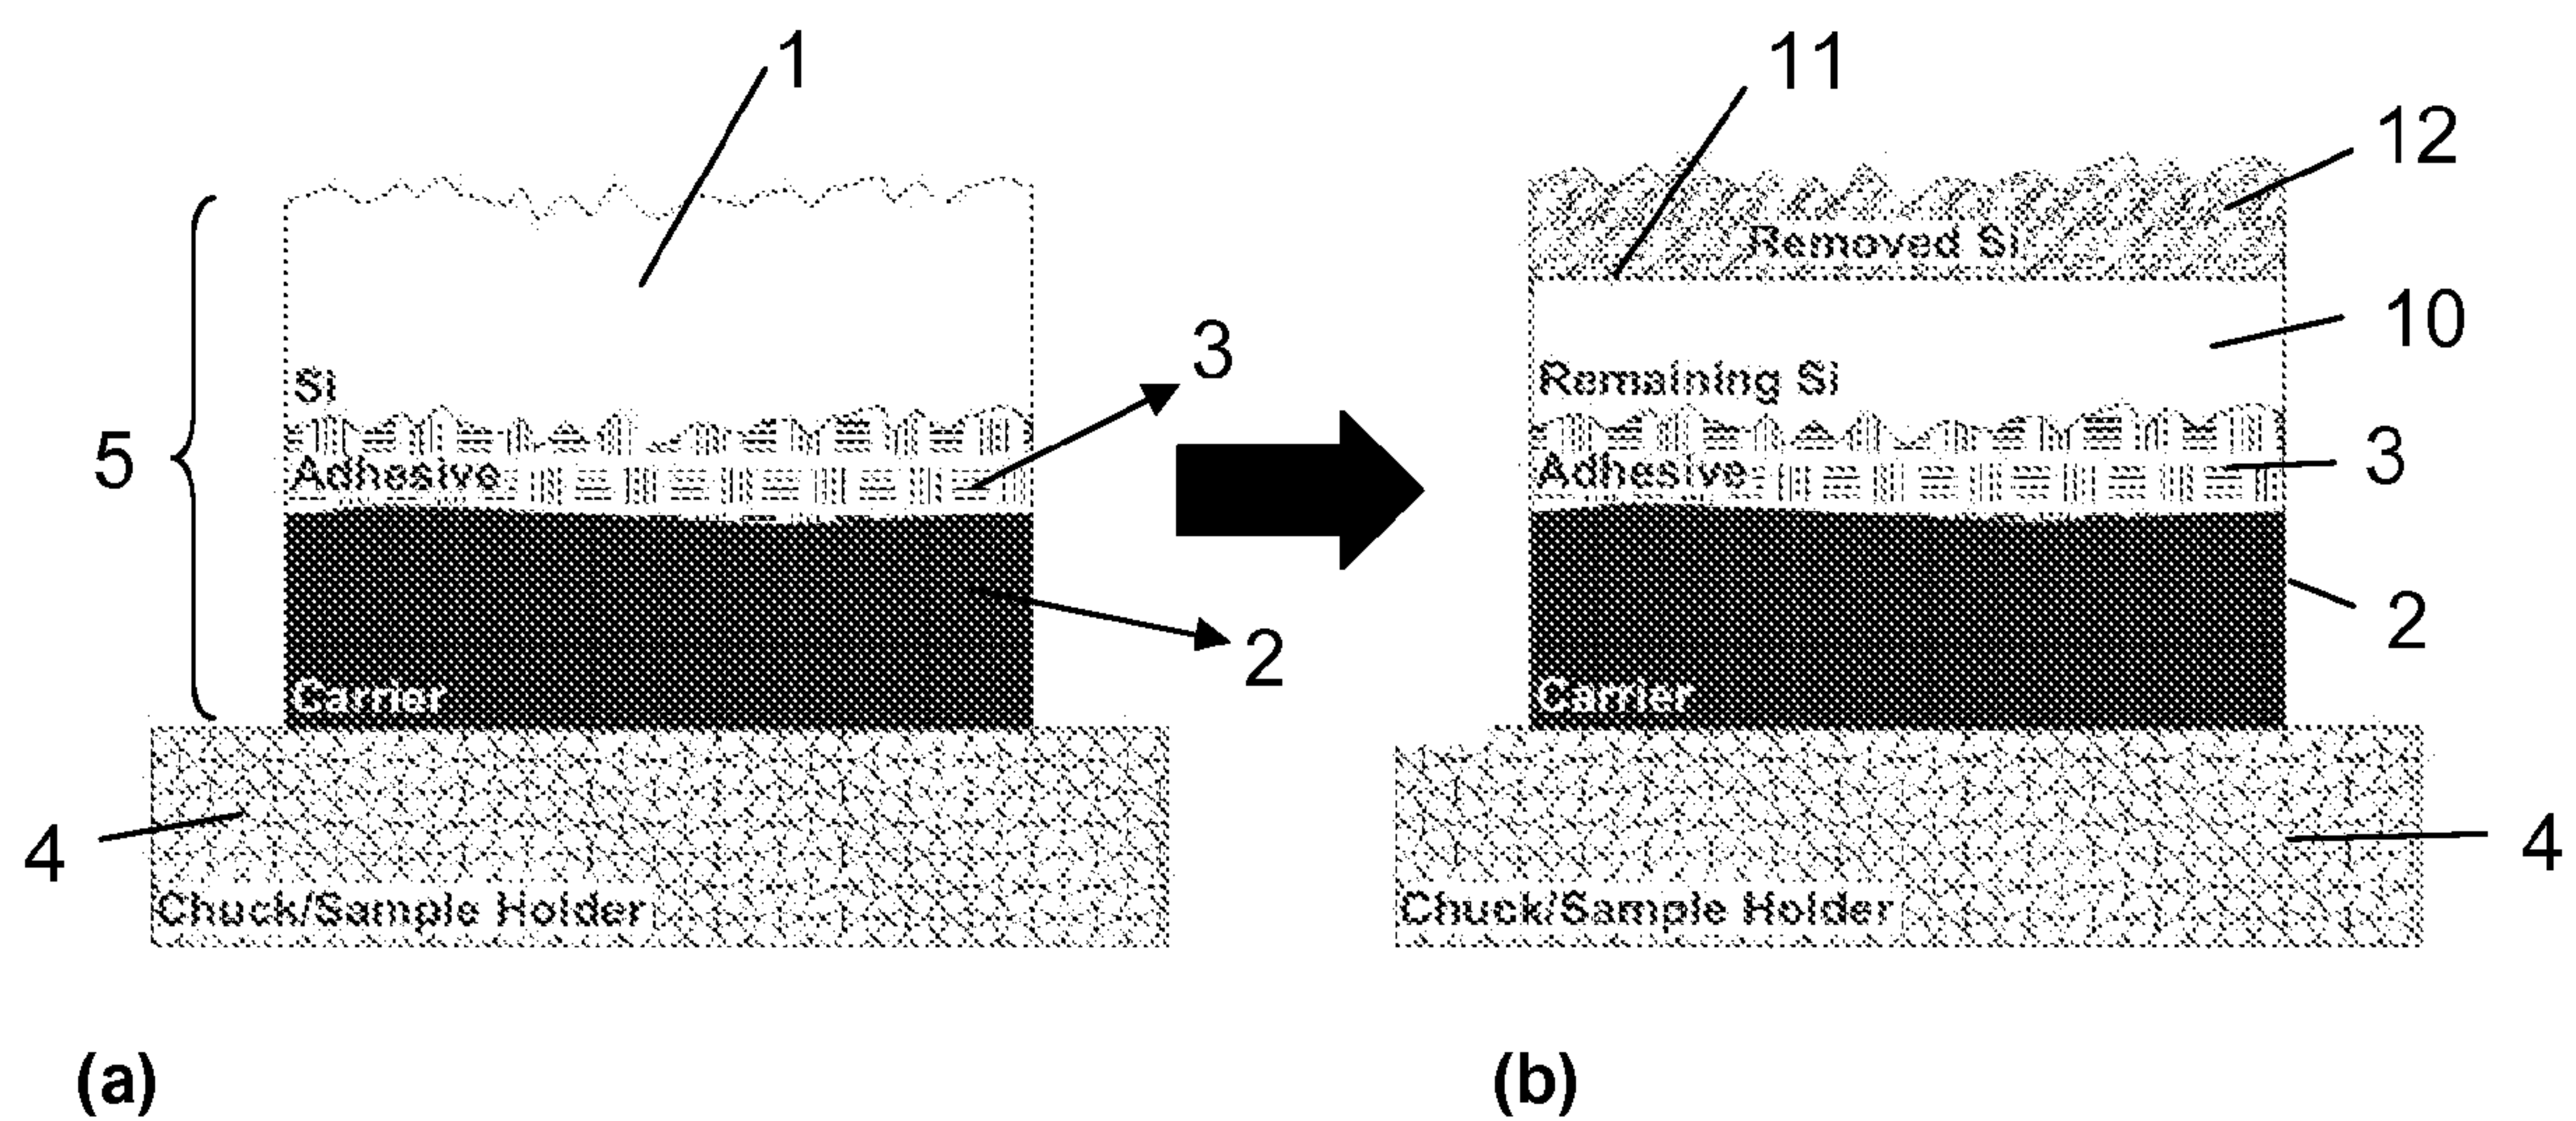 1
11
12
Removed Si
3
10
Si
Remaining Si
5
3
Adhesive
Adhesive
2
2
Carrier
Carrier
4
4
Chuck/Sample Holder
Chuck/Sample Holder
(a)
(b)